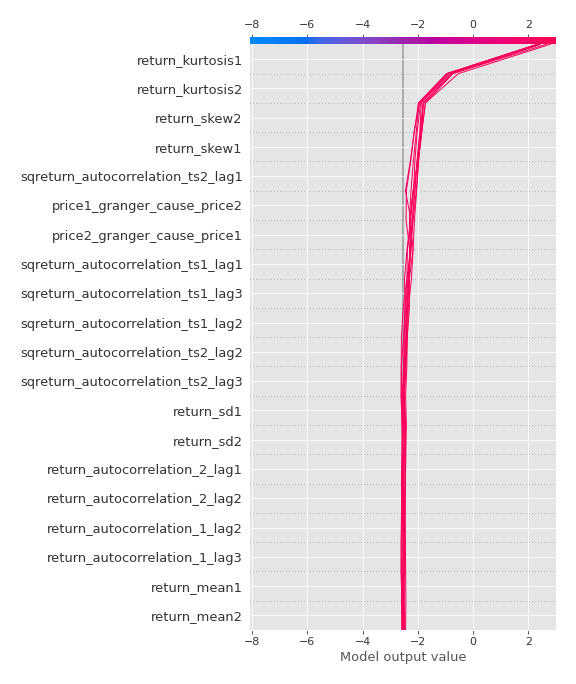 −8 −6 −4 −2 0 2
return_kurtosis1
return_kurtosis2
return_skew2
return_skew1
sqreturn_autocorrelation_ts2_lag1
price1_granger_cause_price2
price2_granger_cause_price1
sqreturn_autocorrelation_ts1_lag1
sqreturn_autocorrelation_ts1_lag3
sqreturn_autocorrelation_ts1_lag2
sqreturn_autocorrelation_ts2_lag2
sqreturn_autocorrelation_ts2_lag3
return_sd1
return_sd2
return_autocorrelation_2_lag1
return_autocorrelation_2_lag2
return_autocorrelation_1_lag2
return_autocorrelation_1_lag3
return_mean1
return_mean2
−8 −6 −4 −2 0 2
Model output value